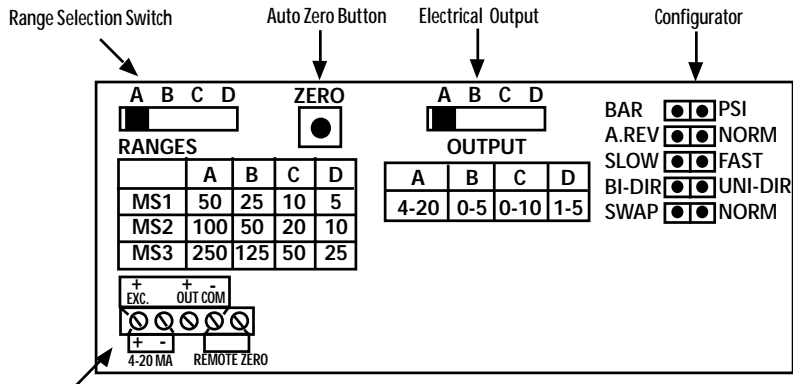 Range Selection Switch
Auto Zero Button
Electrical Output
Configurator
A B C D
ZERO
A B C D
RANGES
OUTPUT
A B C D
MS1 50 25 10 5
MS2 100 50 20 10
MS3 250 125 50 25
A B C D
4-20 0-5 0-10 1-5
BAR PSI
A.REV NORM
SLOW FAST
BI-DIR UNI-DIR
SWAP NORM
+ + -
EXC. OUT COM
+ -
4-20 MA REMOTE ZERO